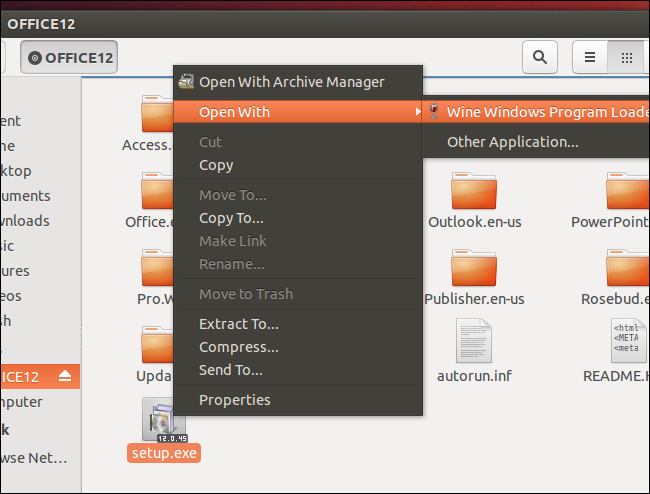 OFFICE12
OFFICE12
Open With Archive Manager
Open With
Wine Windows Program Loade
Other Application...
Cut
Copy
Move To...
Copy To...
Make Link
Rename...
Move to Trash
Extract To...
Compress...
Send To...
Properties
Access.
Office.e
Outlook.en-us
PowerPoint
Pro.W
Publisher.en-us
Rosebud.en
Upda
autorun.inf
<html
<META
<meta
README.H
12.0.45
setup.exe
ent
me
ktop
uments
wnloads
sic
ures
eos
sh
ICE12
mputer
k
wse Net...